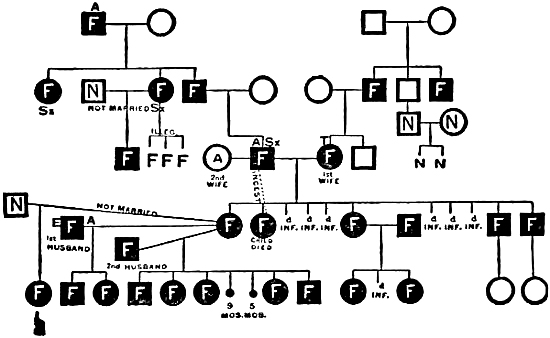 A
F
F F F F F
N F F
Sx NOT MARRIED Sx
N N
ILLEG.
F F F F
A Sx T
N N
A F F
2nd WIFE
1st WIFE
INCEST
N NOT MARRIED
d d d
INF. INF. INF.
d d d
INF. INF. INF.
F F F F F F
CHILD DIED
E F A
1st HUSBAND
F
2nd HUSBAND
F F F F F F F F F F
9 5
MOS. MOS.
d
INF.